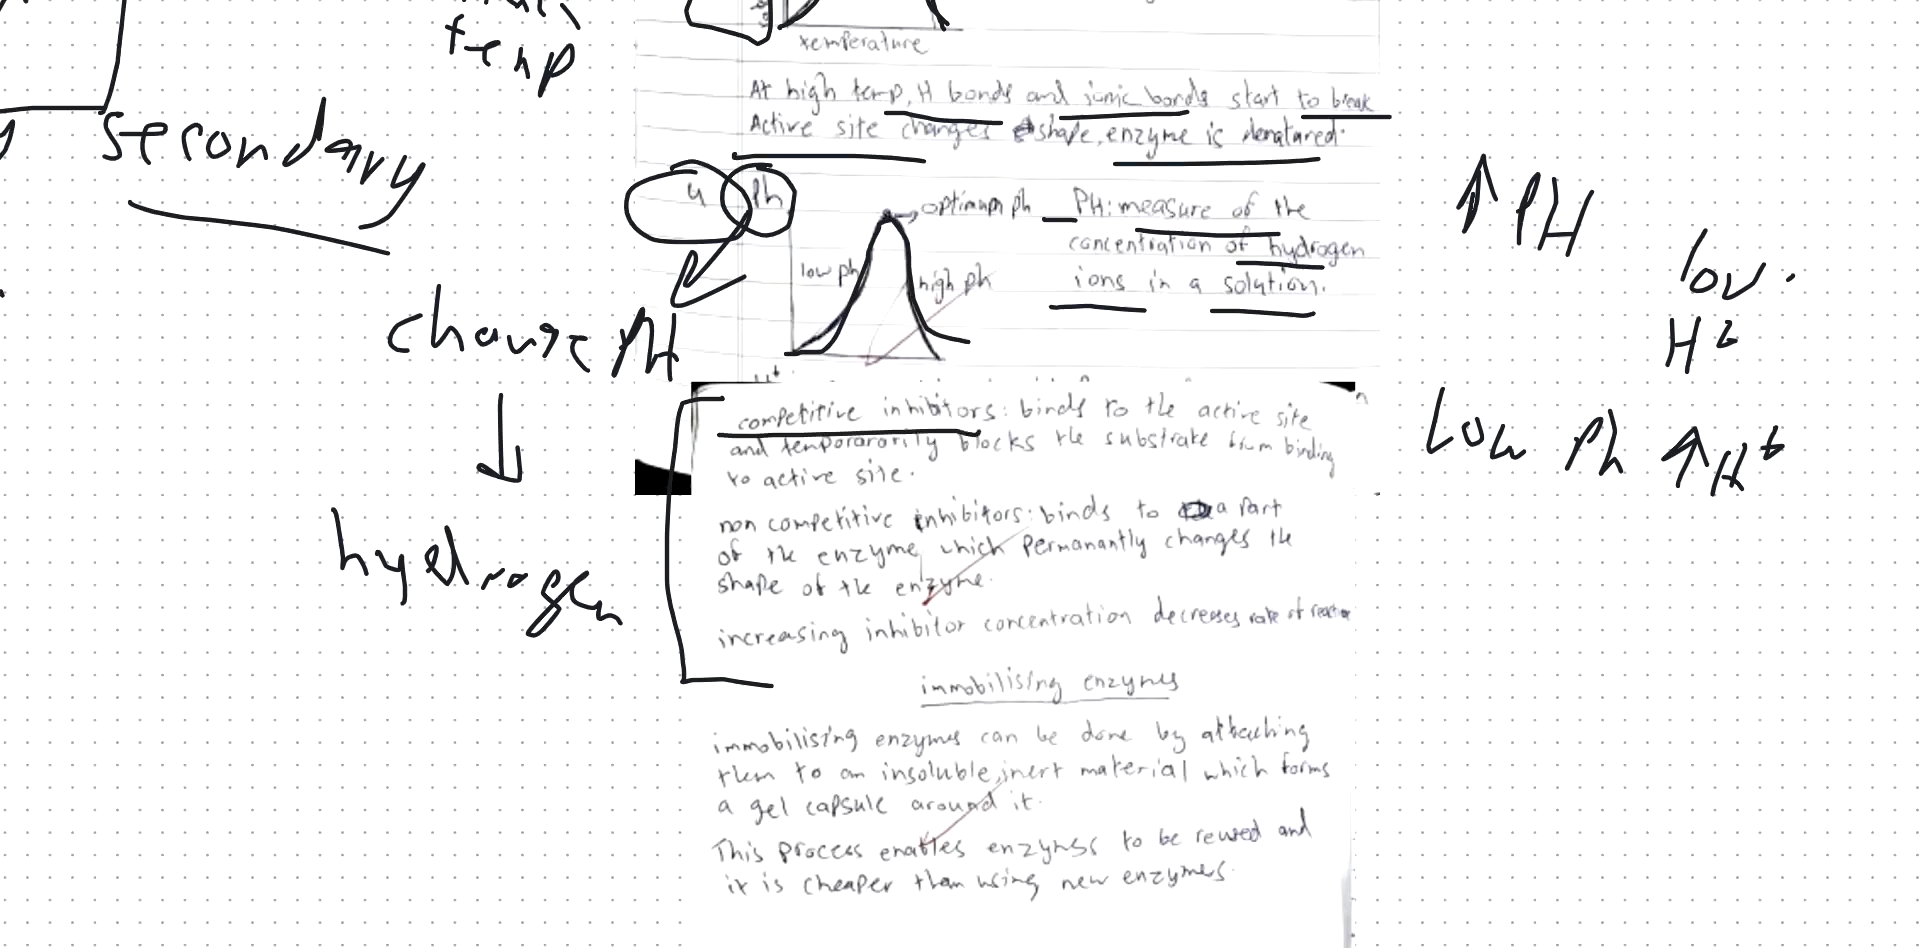 temp
secondary
temperature
At high temp, H bonds and ionic bonds start to break
Active site changes shape, enzyme is denatured.
4 Ph
optimum ph
low ph
high ph
PH: measure of the
concentration of hydrogen
ions in a solution.
change PH
hydrogen
↑ PH
low
H+
Low Ph ↑ H+
competitive inhibitors: binds to the active site
and temporarorily blocks the substrate from binding
to active site.
non competitive inhibitors: binds to a part
of the enzyme which permanantly changes the
shape of the enzyme.
increasing inhibitor concentration decreases rate of reaction
immobilising enzymes
immobilising enzymes can be done by attaching
them to an insoluble, inert material which forms
a gel capsule around it.
This process enables enzymes to be reused and
it is cheaper than using new enzymes.